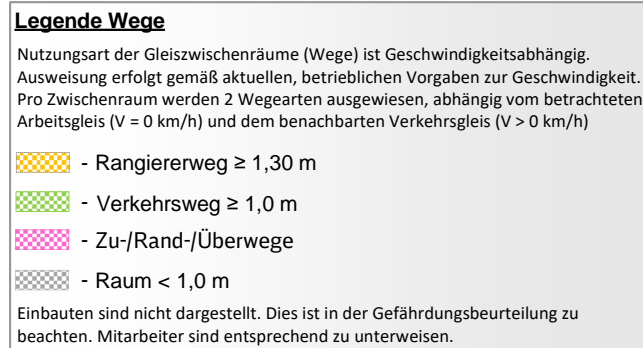 Legende Wege
Nutzungsart der Gleiszwischenräume (Wege) ist Geschwindigkeitsabhängig.
Ausweisung erfolgt gemäß aktuellen, betrieblichen Vorgaben zur Geschwindigkeit.
Pro Zwischenraum werden 2 Wegearten ausgewiesen, abhängig vom betrachteten
Arbeitsgleis (V = 0 km/h) und dem benachbarten Verkehrsgleis (V > 0 km/h)
- Rangiererweg ≥ 1,30 m
- Verkehrsweg ≥ 1,0 m
- Zu-/Rand-/Überwege
- Raum < 1,0 m
Einbauten sind nicht dargestellt. Dies ist in der Gefährdungsbeurteilung zu
beachten. Mitarbeiter sind entsprechend zu unterweisen.